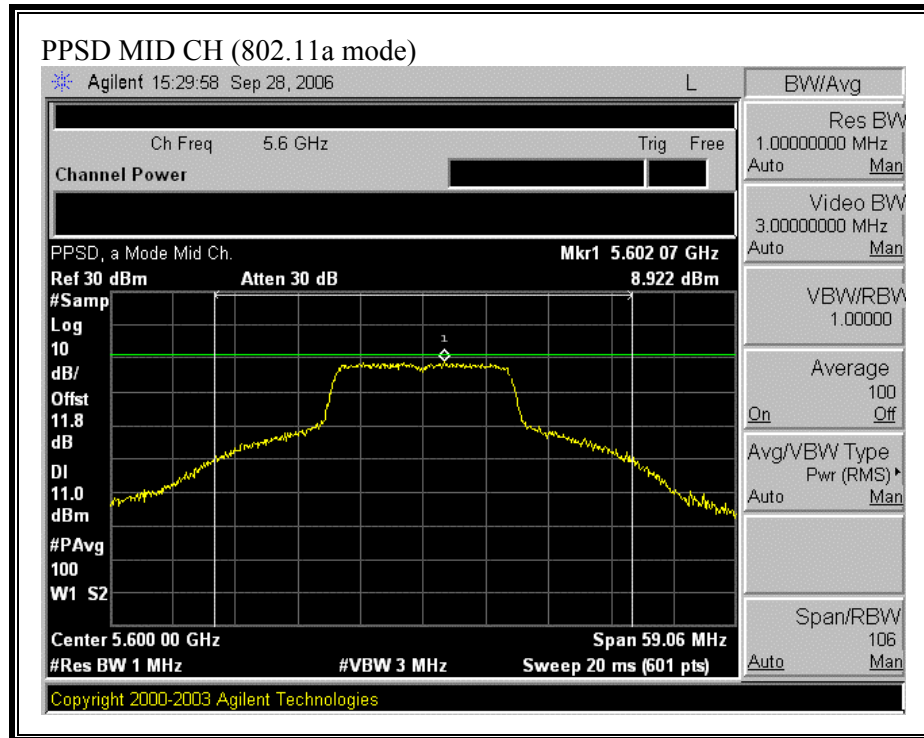 PPSD MID CH (802.11a mode)
Agilent 15:29:58 Sep 28, 2006 L
BW/Avg
Ch Freq 5.6 GHz Trig Free
Channel Power
Res BW
1.00000000 MHz
Auto Man
Video BW
3.00000000 MHz
Auto Man
VBW/RBW
1.00000
Average
100
On Off
Avg/VBW Type
Pwr (RMS)
Auto Man
Span/RBW
106
Auto Man
PPSD, a Mode Mid Ch. Mkr1 5.602 07 GHz
Ref 30 dBm Atten 30 dB 8.922 dBm
#Samp
Log
10
dB/
Offst
11.8
dB
DI
11.0
dBm
#PAvg
100
W1 S2
1
Center 5.600 00 GHz Span 59.06 MHz
#Res BW 1 MHz #VBW 3 MHz Sweep 20 ms (601 pts)
Copyright 2000-2003 Agilent Technologies